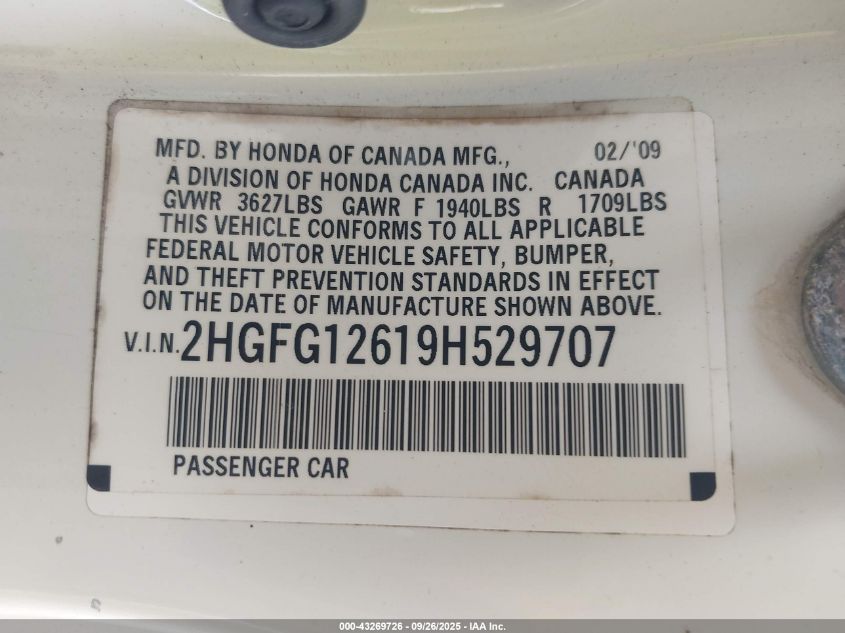 MFD. BY HONDA OF CANADA MFG., 02/'09
A DIVISION OF HONDA CANADA INC. CANADA
GVWR 3627LBS GAWR F 1940LBS R 1709LBS
THIS VEHICLE CONFORMS TO ALL APPLICABLE
FEDERAL MOTOR VEHICLE SAFETY, BUMPER,
AND THEFT PREVENTION STANDARDS IN EFFECT
ON THE DATE OF MANUFACTURE SHOWN ABOVE.
V.I.N. 2HGFG12619H529707
PASSENGER CAR
000-43269726 - 09/26/2025 - IAA Inc.